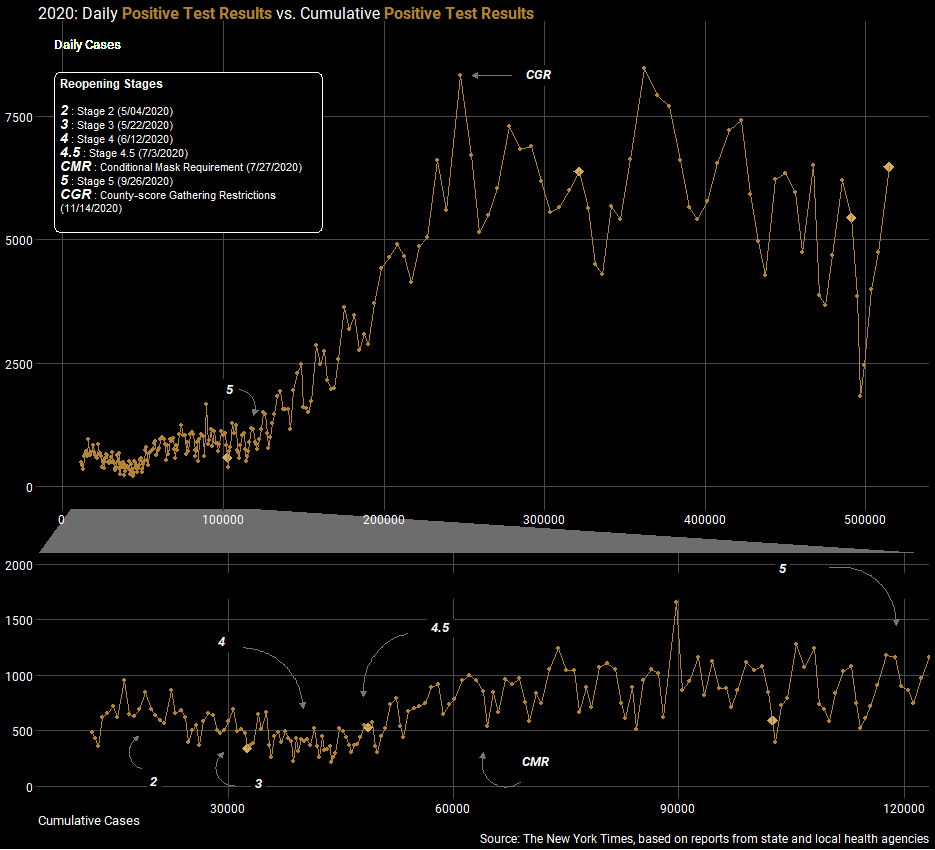 2020: Daily Positive Test Results vs. Cumulative Positive Test Results
Daily Cases
Reopening Stages
2 : Stage 2 (5/04/2020)
3 : Stage 3 (5/22/2020)
4 : Stage 4 (6/12/2020)
4.5 : Stage 4.5 (7/3/2020)
CMR : Conditional Mask Requirement (7/27/2020)
5 : Stage 5 (9/26/2020)
CGR : County-score Gathering Restrictions
(11/14/2020)
CGR
7500
5000
2500
5
0
0 100000 200000 300000 400000 500000
2000
5
1500
4 4.5
1000
500
CMR
2 3
0
30000 60000 90000 120000
Cumulative Cases
Source: The New York Times, based on reports from state and local health agencies